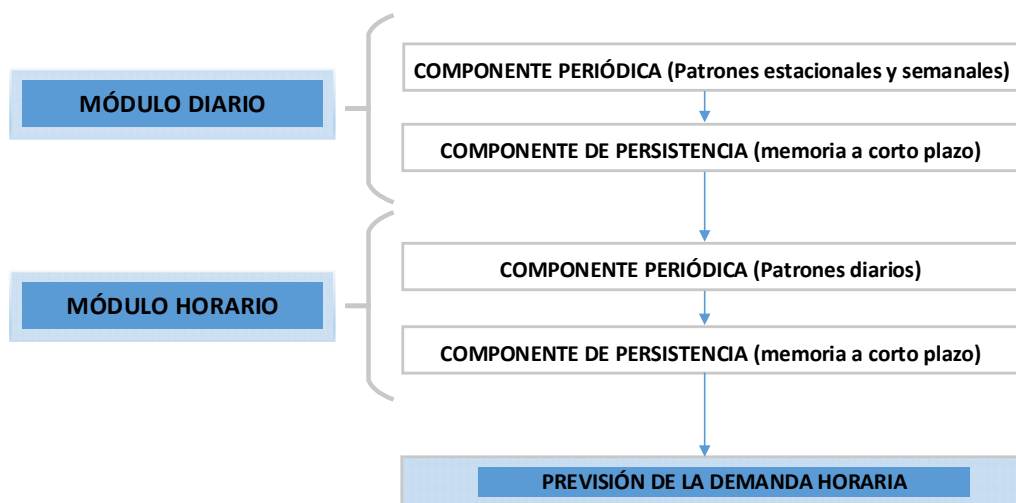 COMPONENTE PERIÓDICA (Patrones estacionales y semanales)
MÓDULO DIARIO
COMPONENTE DE PERSISTENCIA (memoria a corto plazo)
COMPONENTE PERIÓDICA (Patrones diarios)
MÓDULO HORARIO
COMPONENTE DE PERSISTENCIA (memoria a corto plazo)
PREVISIÓN DE LA DEMANDA HORARIA